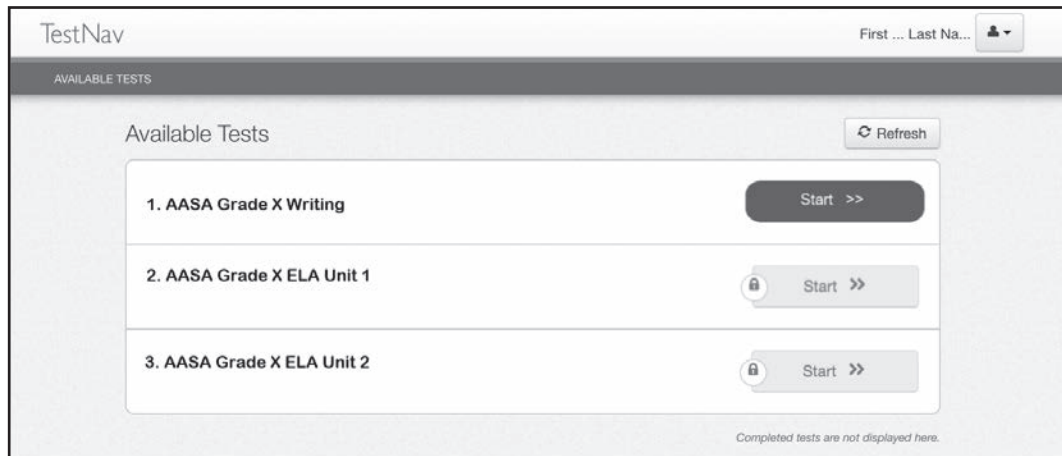 TestNav
First ... Last Na...
AVAILABLE TESTS
Available Tests
Refresh
1. AASA Grade X Writing
Start >>
2. AASA Grade X ELA Unit 1
Start >>
3. AASA Grade X ELA Unit 2
Start >>
Completed tests are not displayed here.